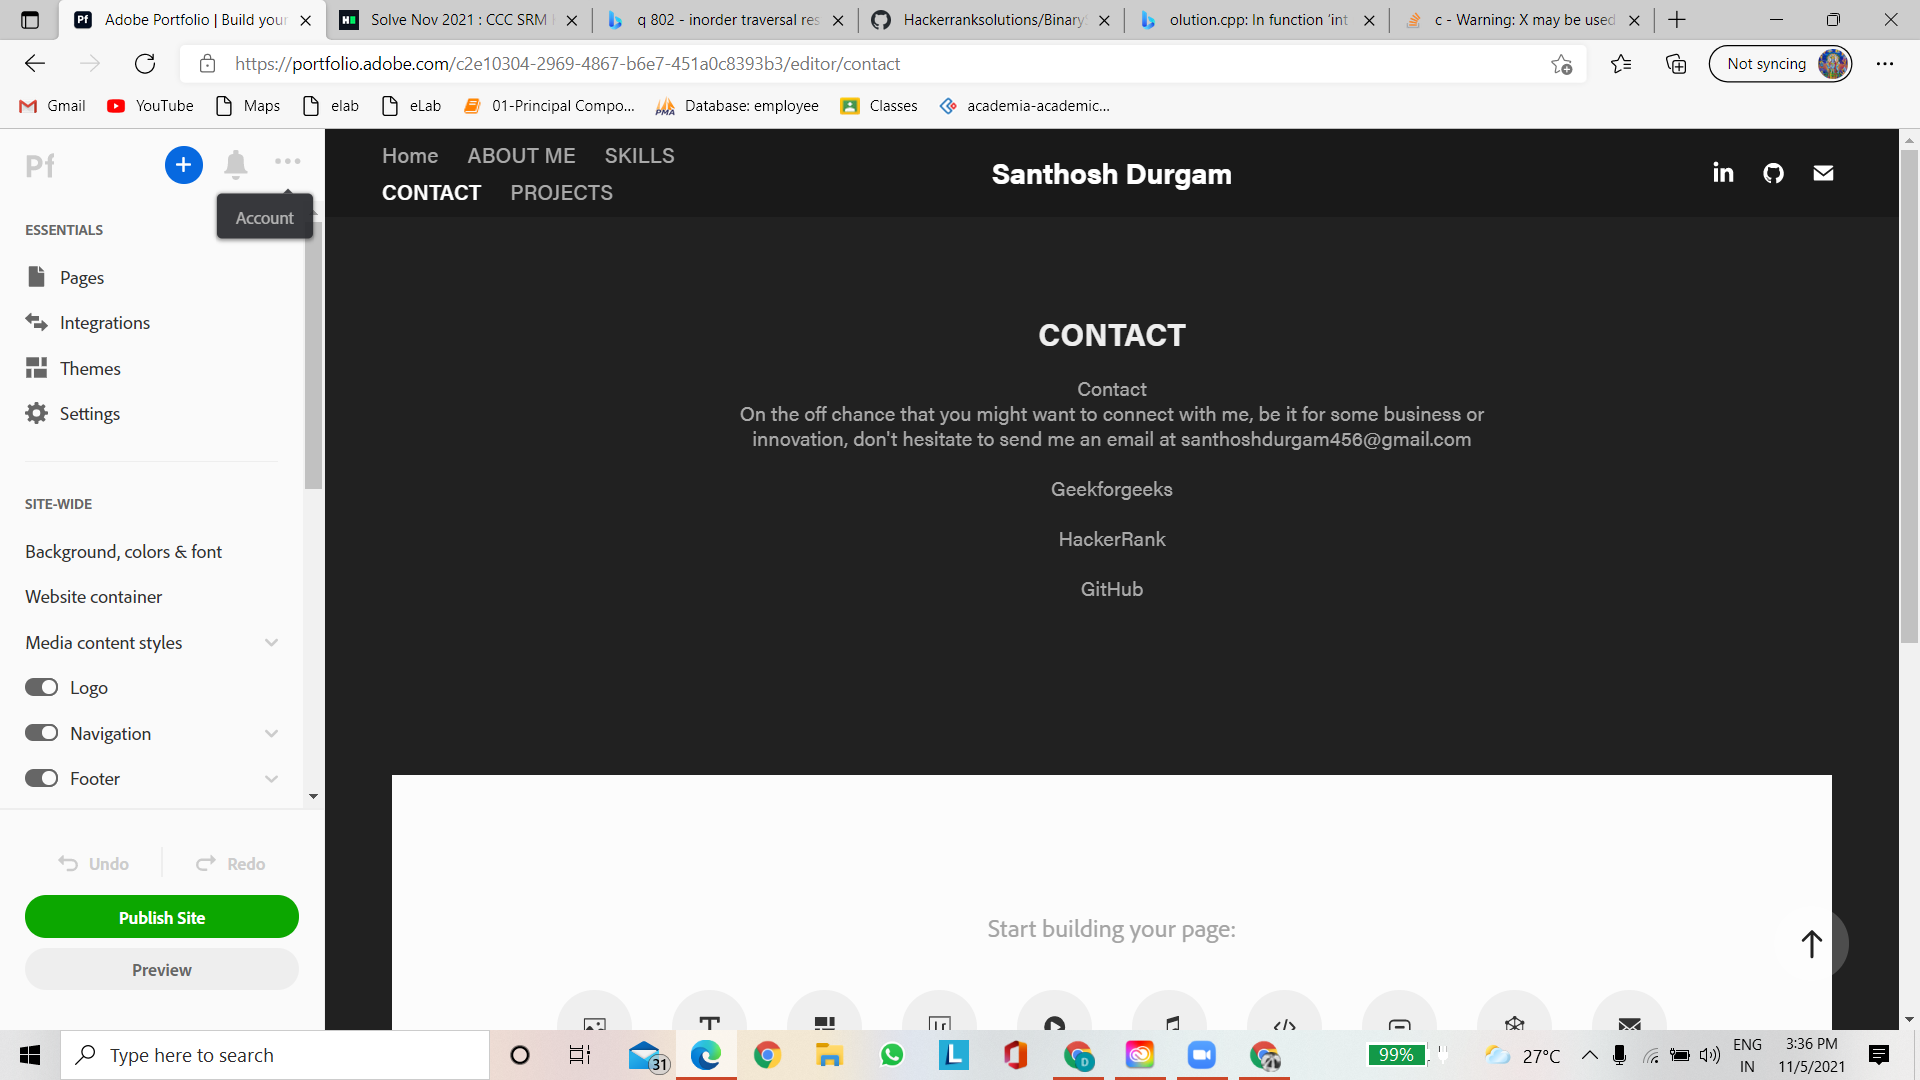 Adobe Portfolio | Build your
Solve Nov 2021 : CCC SRM
q 802 - inorder traversal res
Hackerranksolutions/Binary
olution.cpp: In function 'int
c - Warning: X may be used
https://portfolio.adobe.com/c2e10304-2969-4867-b6e7-451a0c8393b3/editor/contact
Not syncing
Gmail
YouTube
Maps
elab
eLab
01-Principal Compo...
Database: employee
Classes
academia-academic...
Pf
Account
ESSENTIALS
Pages
Integrations
Themes
Settings
SITE-WIDE
Background, colors & font
Website container
Media content styles
Logo
Navigation
Footer
Undo
Redo
Publish Site
Preview
Home ABOUT ME SKILLS
CONTACT PROJECTS
Santhosh Durgam
CONTACT
Contact
On the off chance that you might want to connect with me, be it for some business or
innovation, don't hesitate to send me an email at santhoshdurgam456@gmail.com
Geekforgeeks
HackerRank
GitHub
Start building your page:
Type here to search
31
99%
27°C
ENG
IN
3:36 PM
11/5/2021